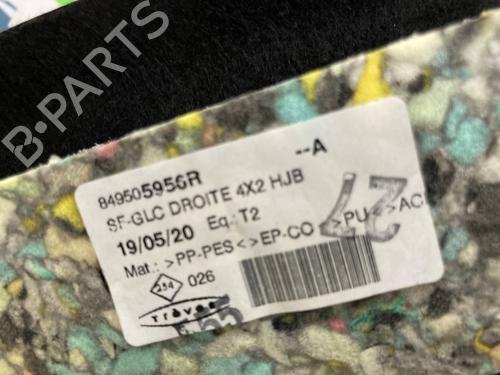 B-PARTS
--A
849505956R
SF-GLC DROITE 4X2 HJB
19/05/20 Eq.: T2
Mat.: >PP-PES<>EP-CO PU<>AC
27
026